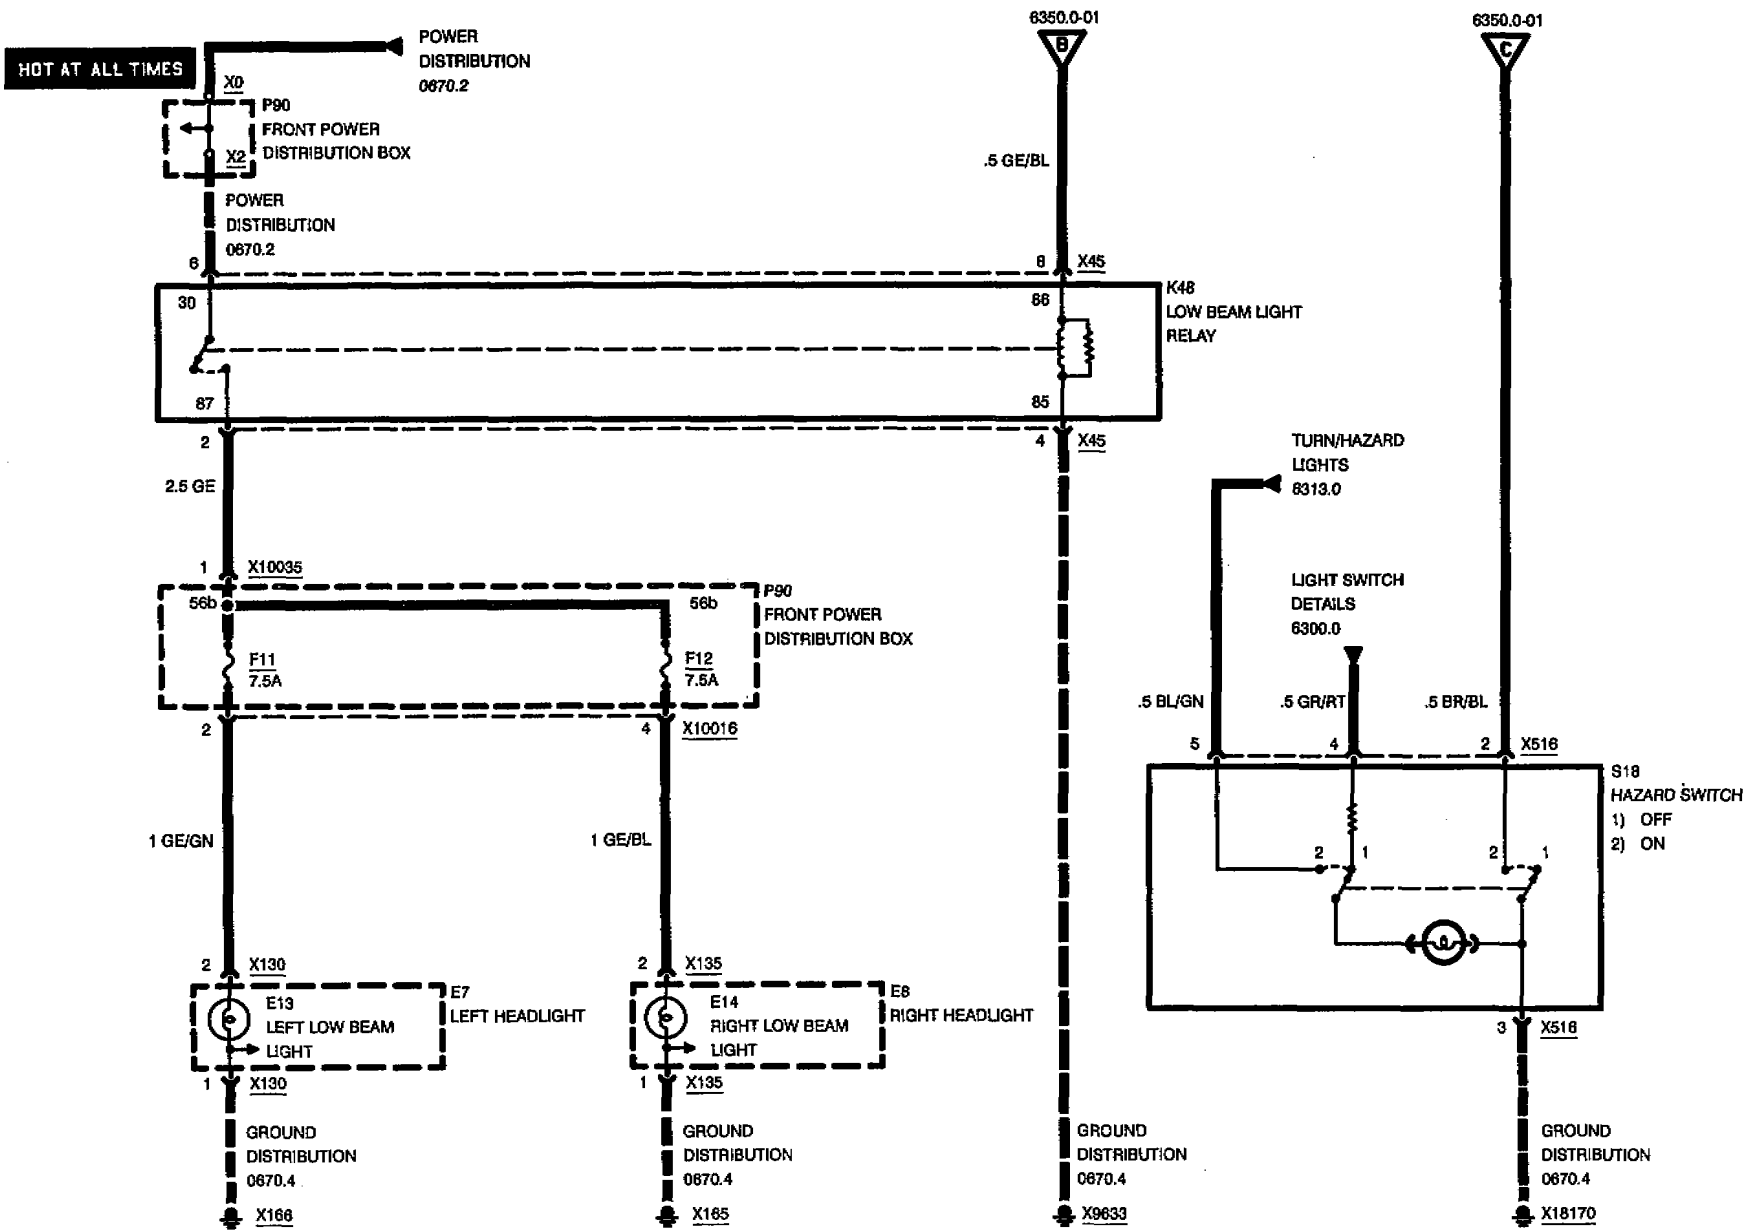 6350.0-01
6350.0-01
B
C
HOT AT ALL TIMES
POWER
DISTRIBUTION
0670.2
X0
P90
FRONT POWER
DISTRIBUTION BOX
X2
.5 GE/BL
POWER
DISTRIBUTION
0670.2
6
8
X45
30
86
K48
LOW BEAM LIGHT
RELAY
87
85
2
4
X45
2.5 GE
TURN/HAZARD
LIGHTS
6313.0
1
X10035
56b
56b
P90
FRONT POWER
DISTRIBUTION BOX
F11
7.5A
F12
7.5A
LIGHT SWITCH
DETAILS
6300.0
2
4
X10016
.5 BL/GN
.5 GR/RT
.5 BR/BL
5
4
2
X516
S18
HAZARD SWITCH
1) OFF
2) ON
1 GE/GN
1 GE/BL
2
1
2
1
2
X130
2
X135
E13
LEFT LOW BEAM
LIGHT
E7
LEFT HEADLIGHT
E14
RIGHT LOW BEAM
LIGHT
E8
RIGHT HEADLIGHT
3
X516
1
X130
1
X135
GROUND
DISTRIBUTION
0670.4
GROUND
DISTRIBUTION
0670.4
GROUND
DISTRIBUTION
0670.4
GROUND
DISTRIBUTION
0670.4
X166
X165
X9633
X18170